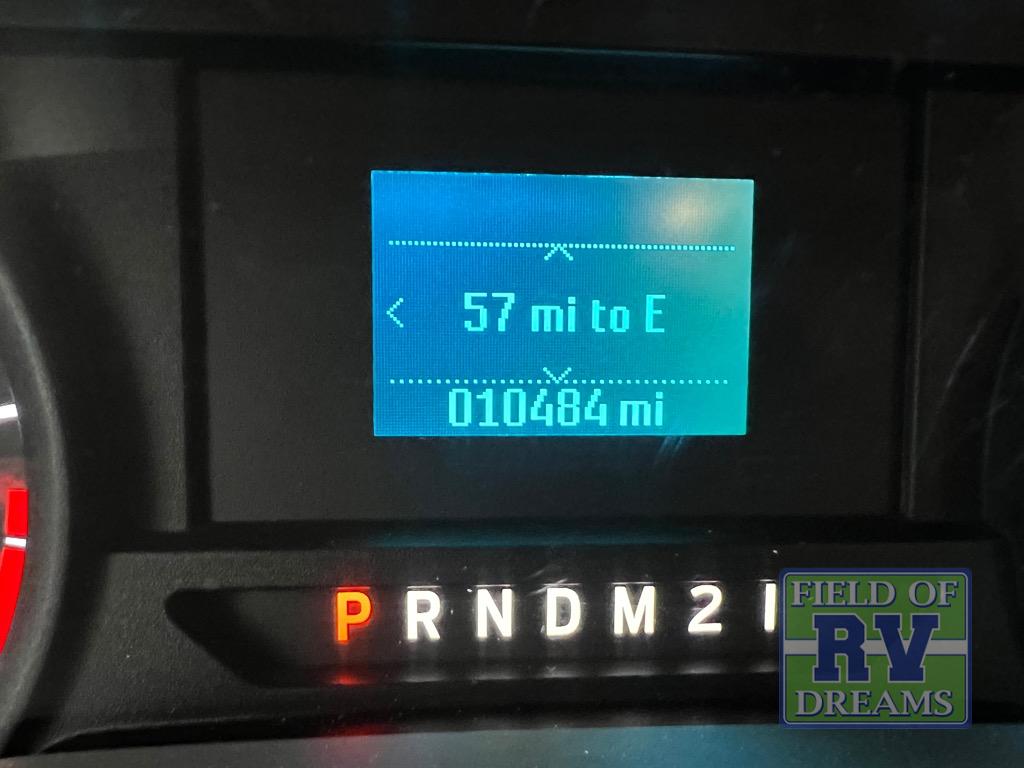 57 mi to E
010484 mi
P R N D M 2 1
FIELD OF
RV
DREAMS